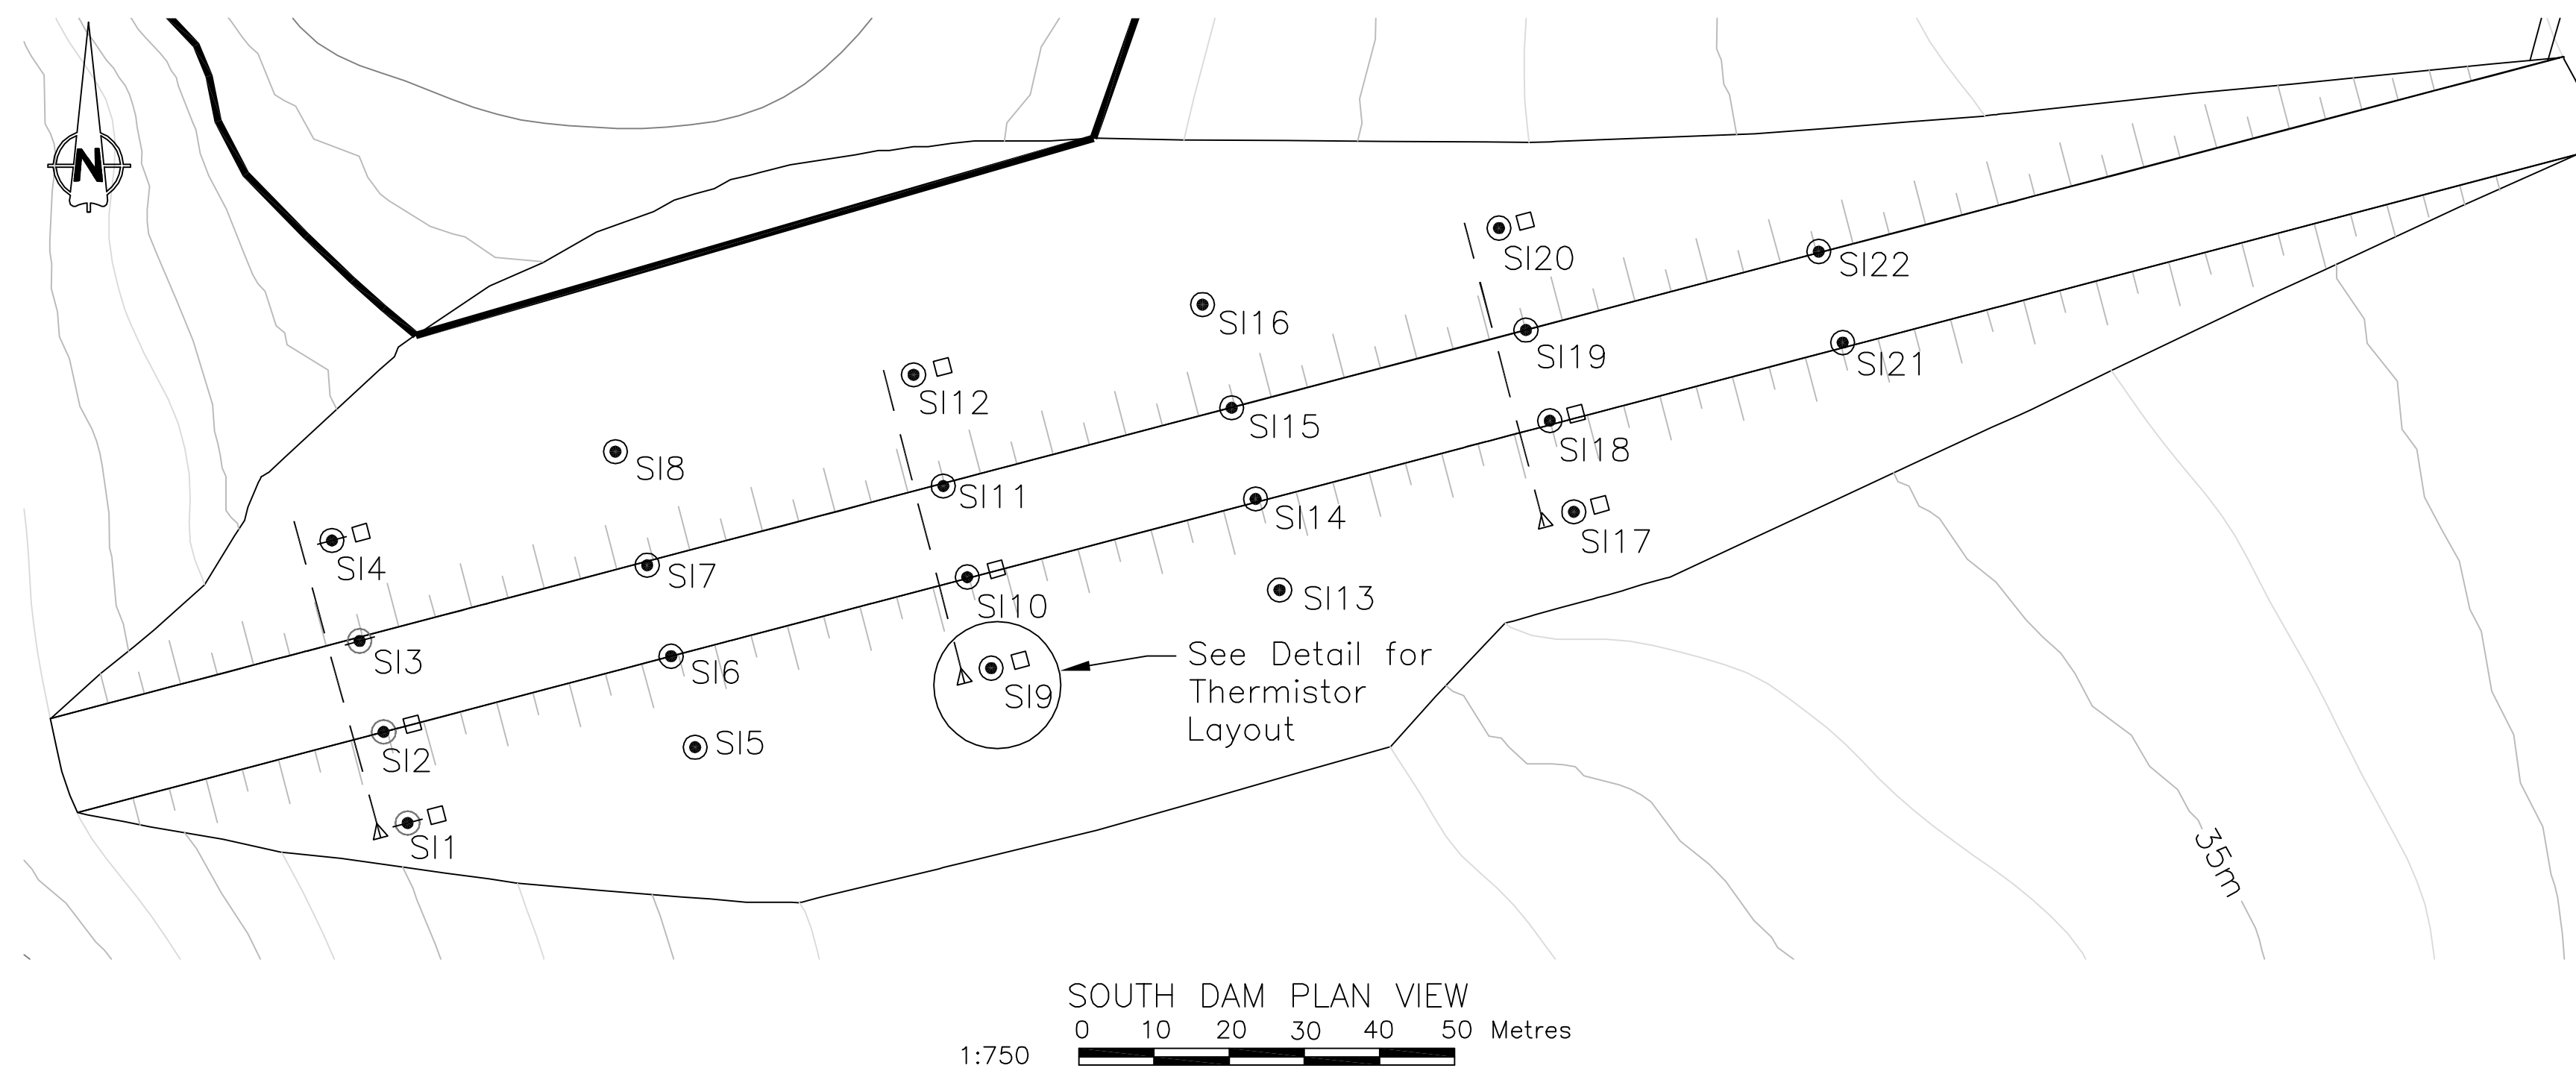 N
SI20
SI22
SI16
SI19
SI21
SI12
SI15
SI18
SI8
SI11
SI14
SI17
SI4
SI7
SI10
SI13
SI3
SI6
SI9
See Detail for
Thermistor
Layout
SI2
SI5
SI1
35m
SOUTH DAM PLAN VIEW
0 10 20 30 40 50 Metres
1:750